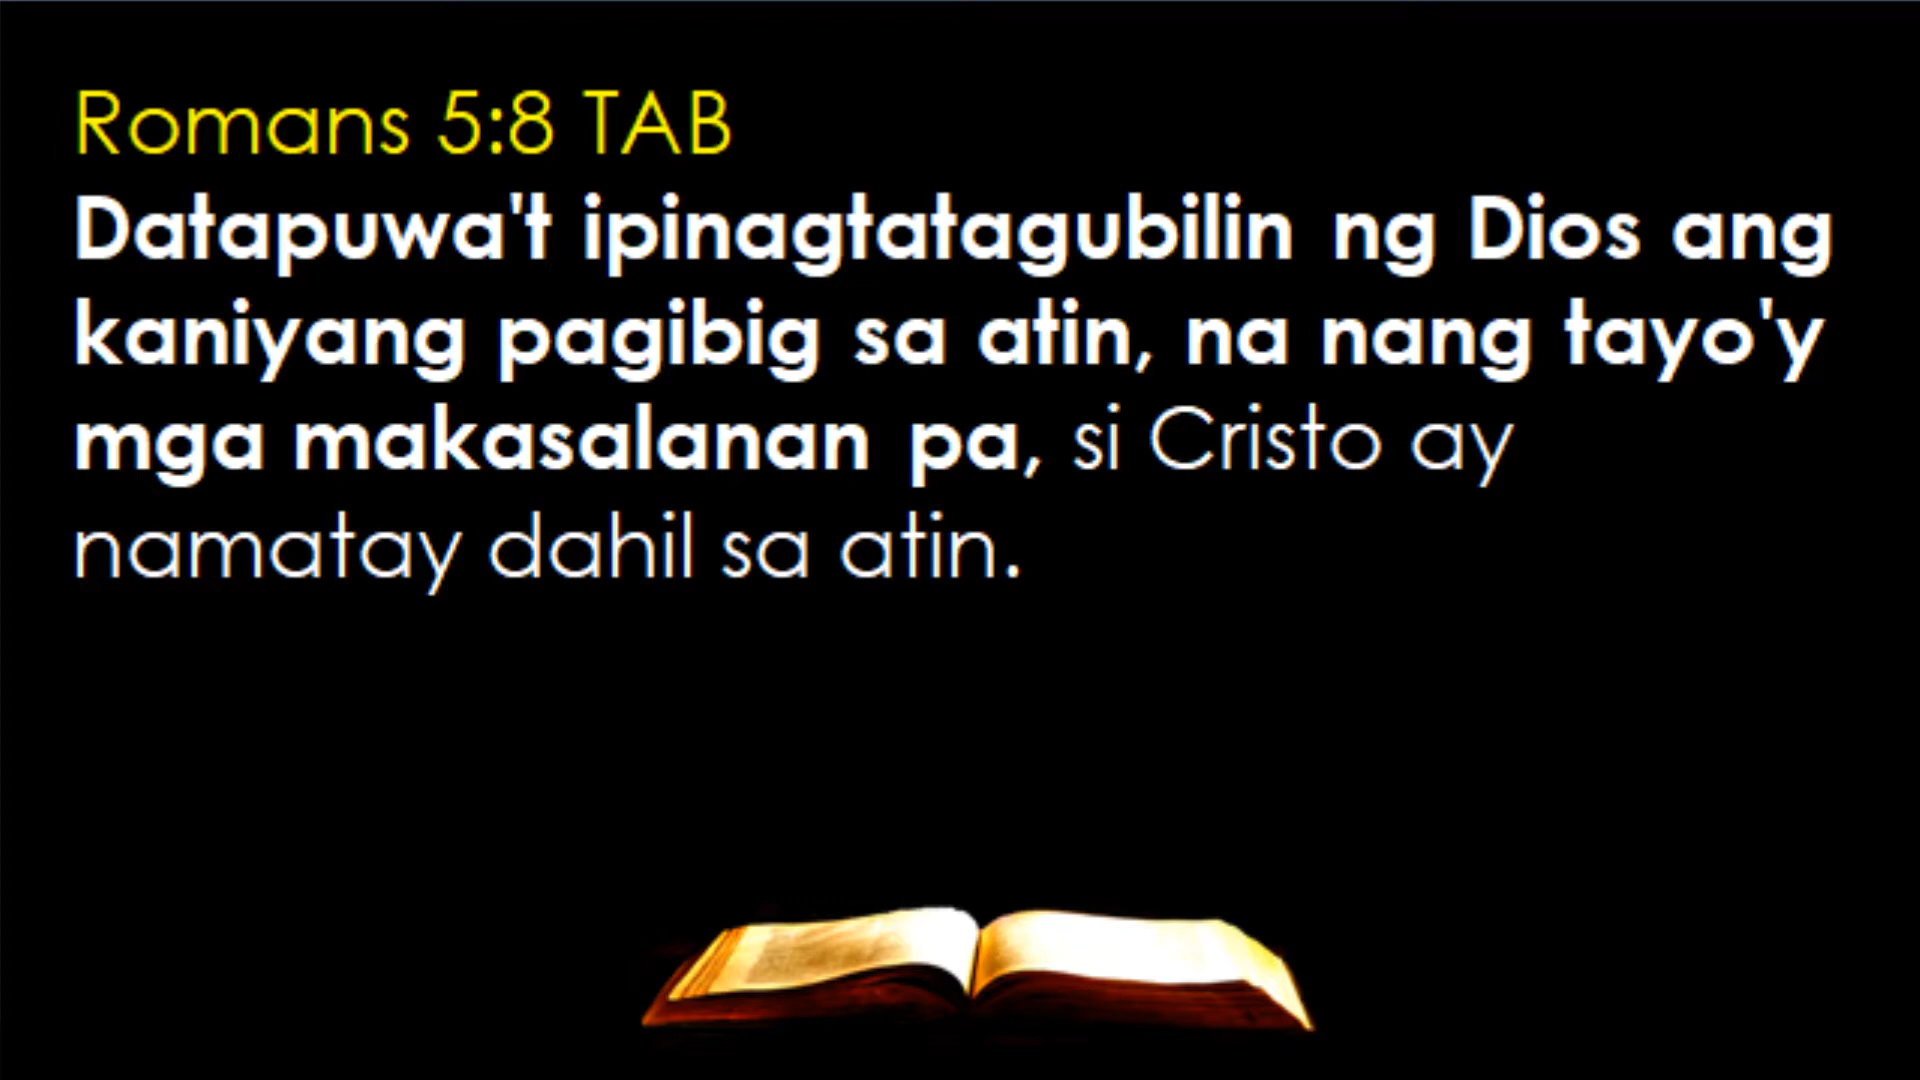 Romans 5:8 TAB
Datapuwa't ipinagtatagubilin ng Dios ang
kaniyang pagibig sa atin, na nang tayo'y
mga makasalanan pa, si Cristo ay
namatay dahil sa atin.